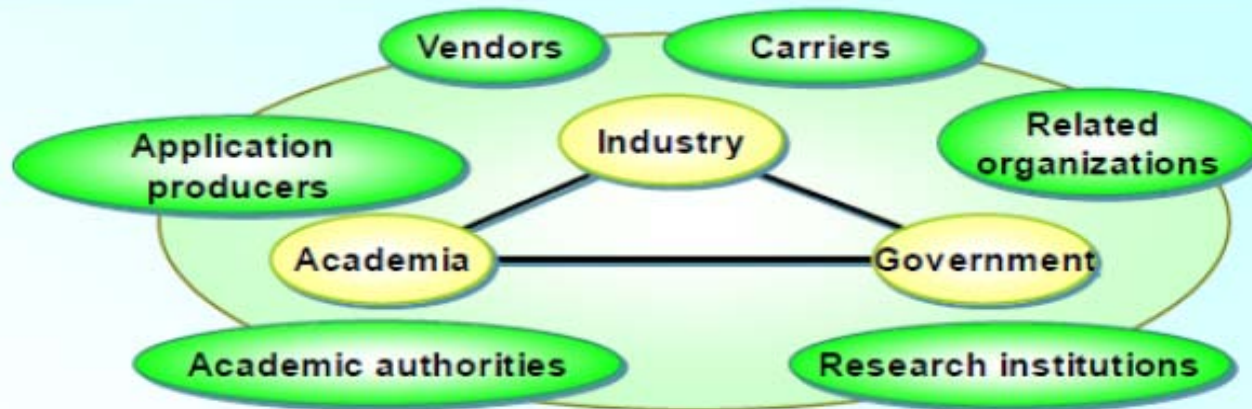 Vendors
Carriers
Industry
Related
organizations
Application
producers
Academia
Government
Academic authorities
Research institutions